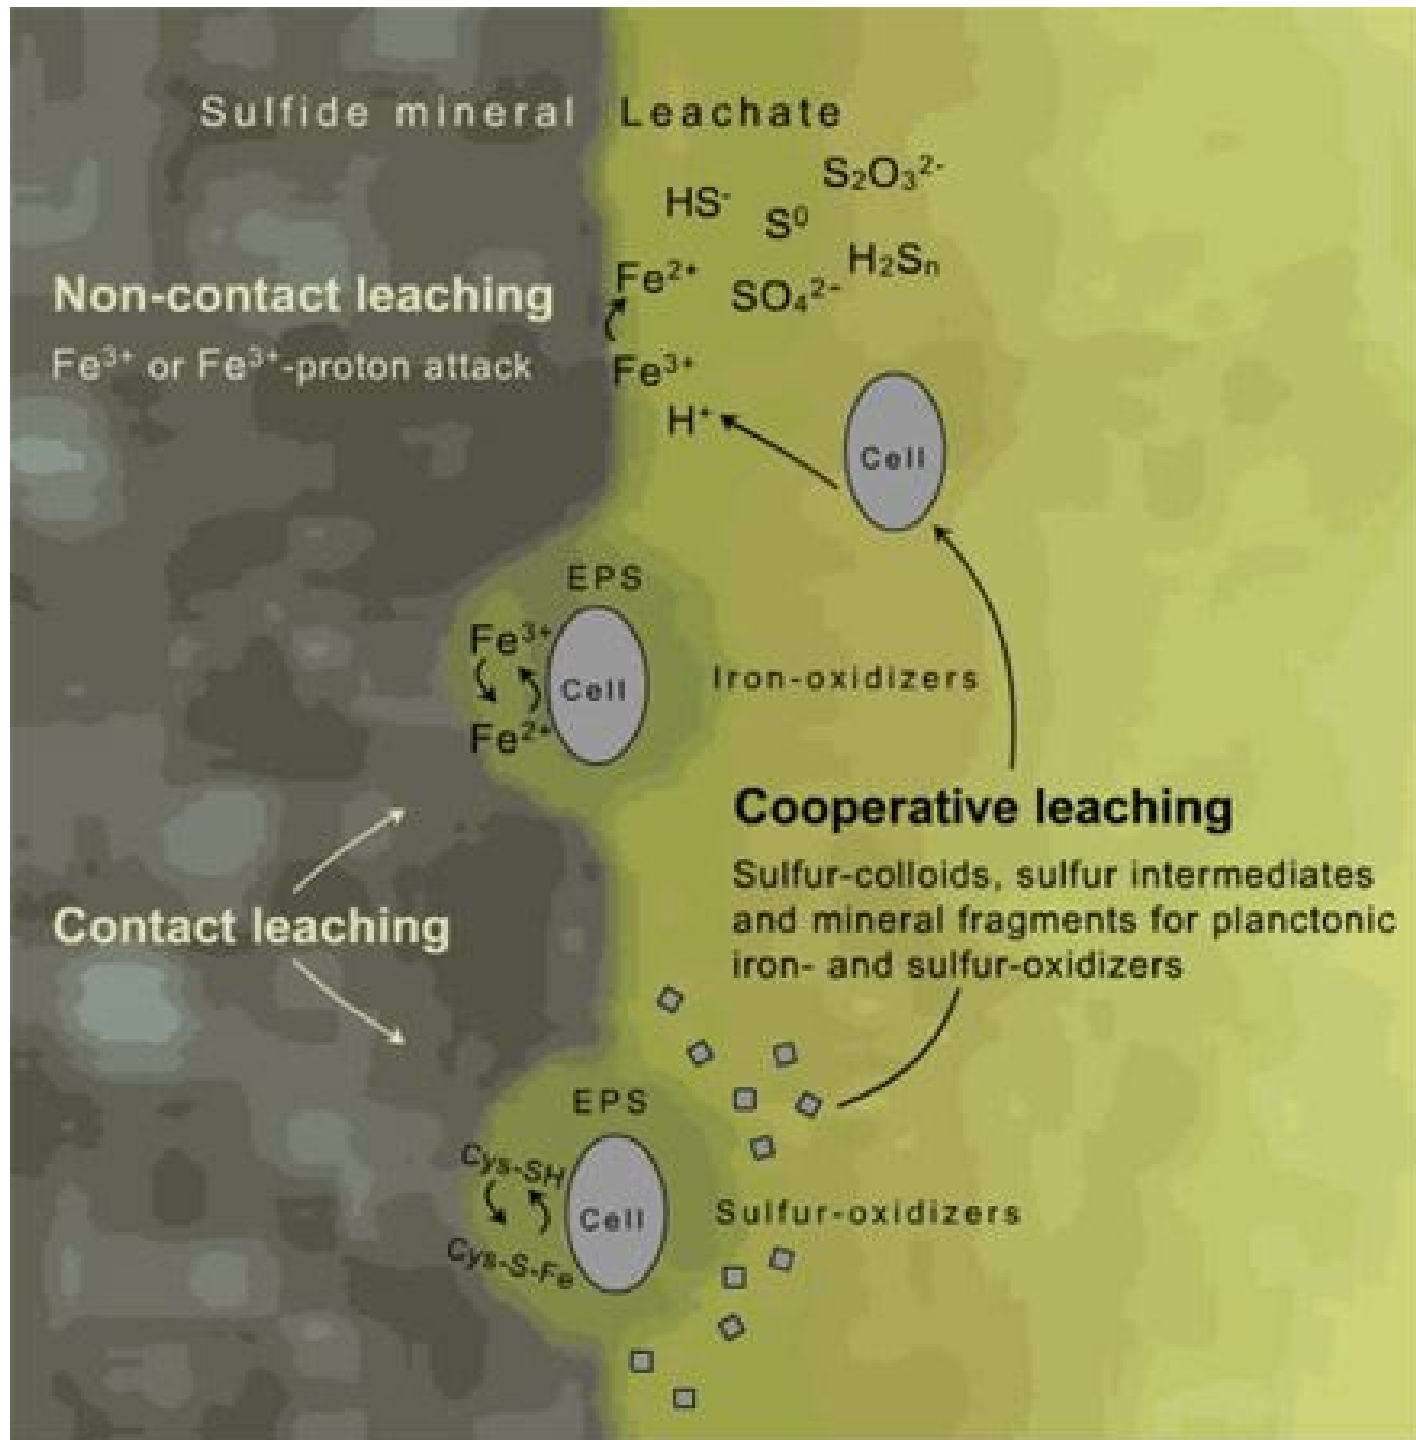 Sulfide mineral
Leachate
S₂O₃²⁻
HS⁻
S⁰
H₂Sₙ
Fe²⁺
SO₄²⁻
Non-contact leaching
Fe³⁺ or Fe³⁺-proton attack
Fe³⁺
H⁺
Cell
EPS
Fe³⁺
Cell
Iron-oxidizers
Fe²⁺
Cooperative leaching
Sulfur-colloids, sulfur intermediates
and mineral fragments for planctonic
iron- and sulfur-oxidizers
Contact leaching
EPS
Cys-SH
Cell
Sulfur-oxidizers
Cys-S-Fe